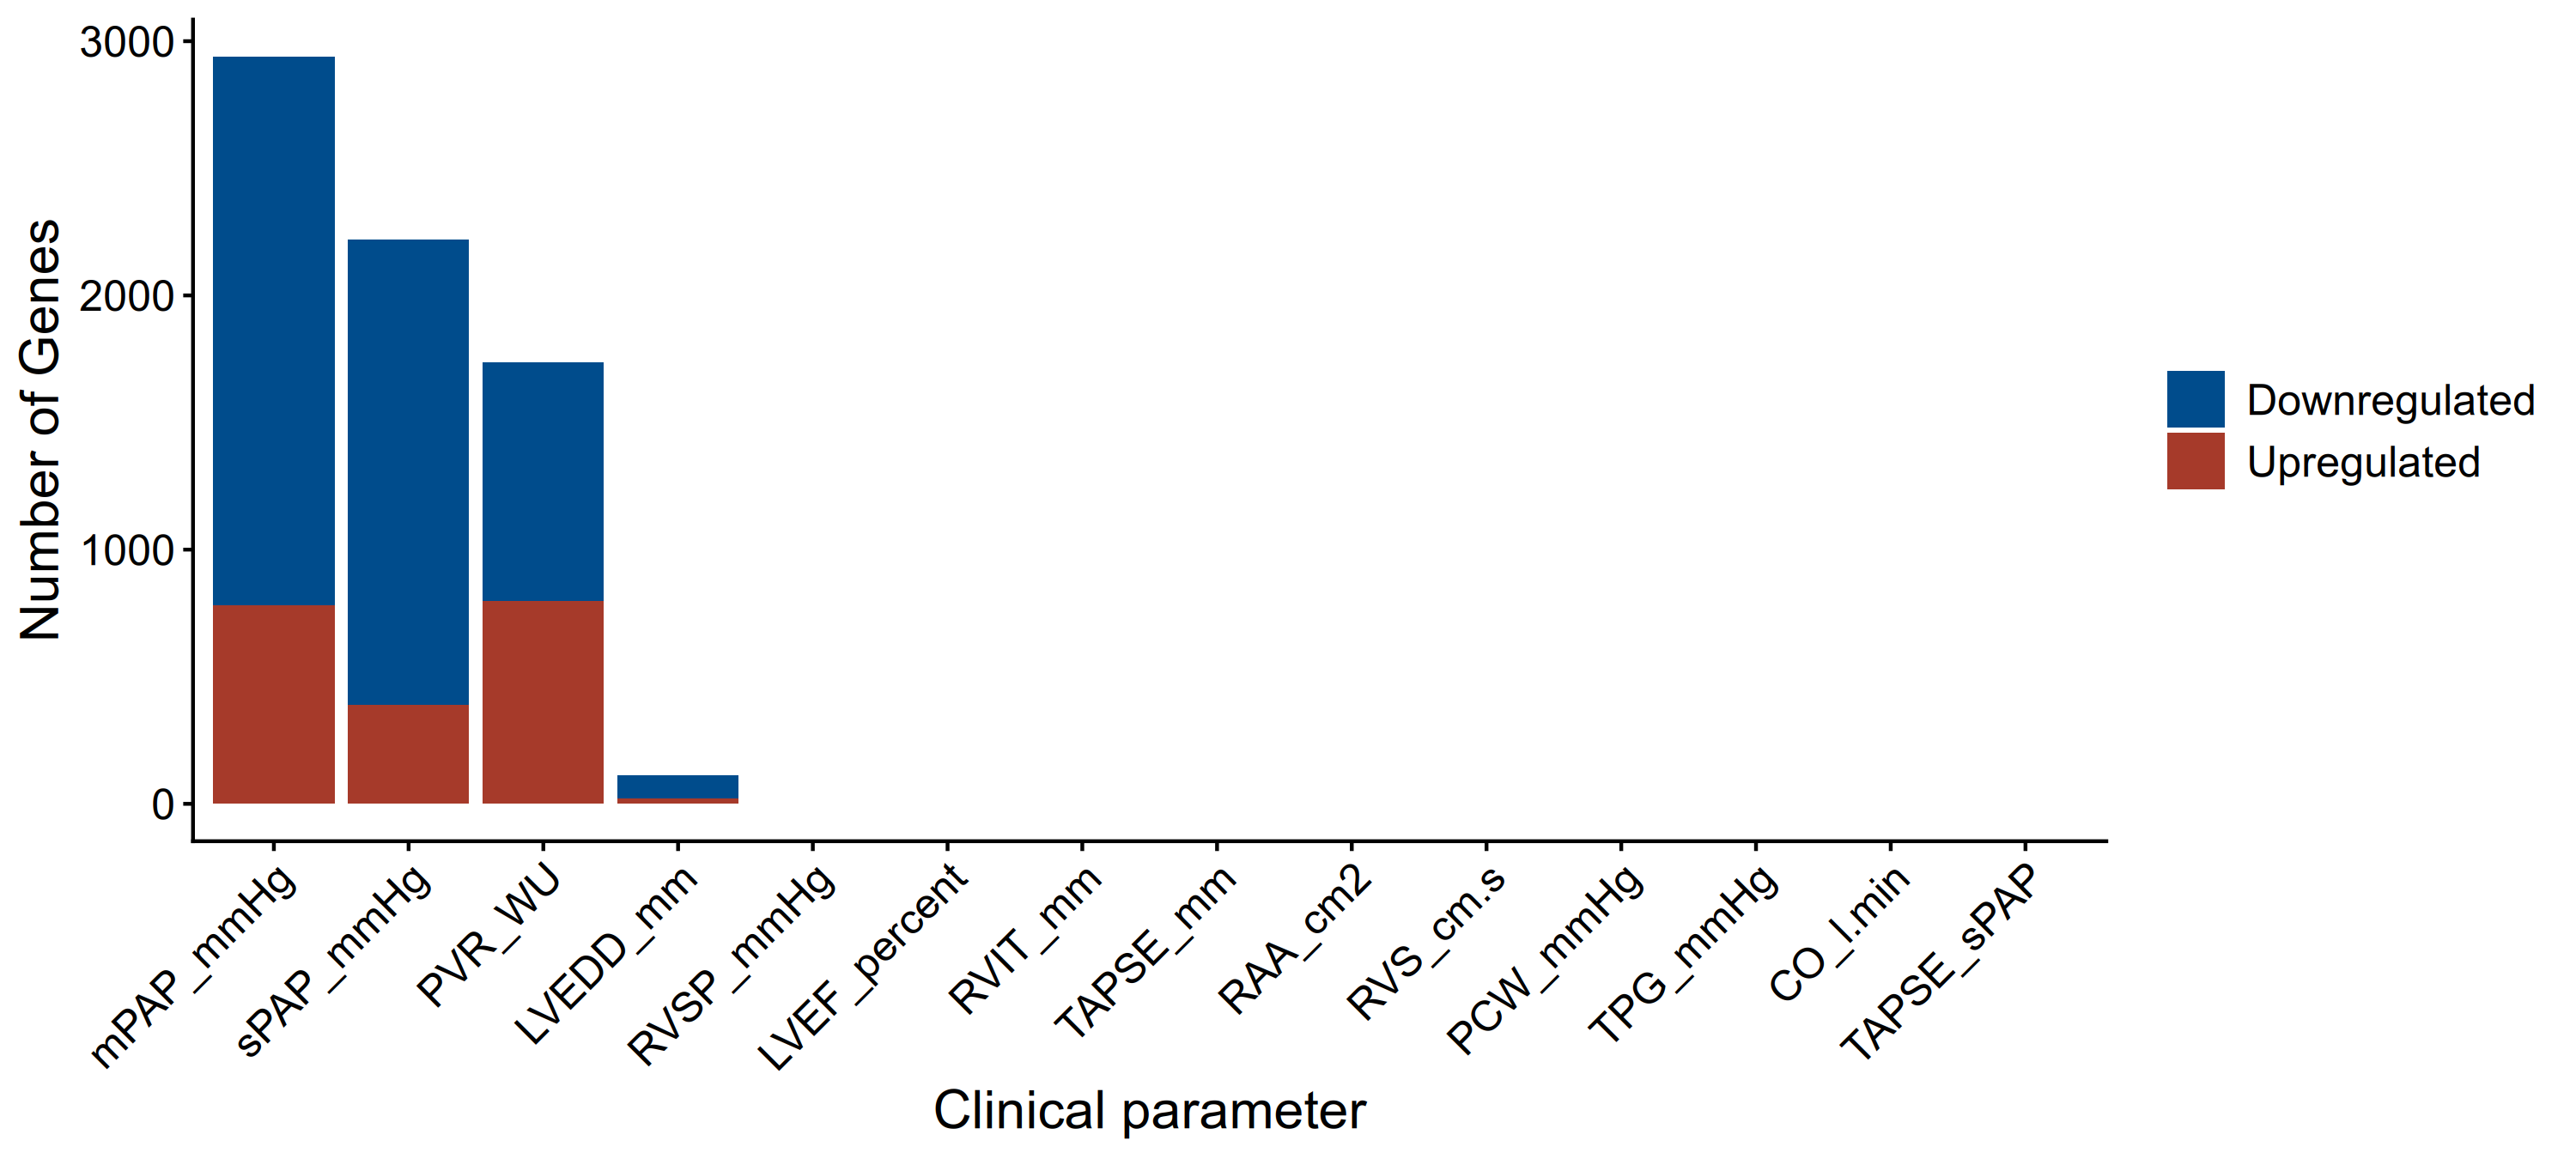 Number of Genes
3000
2000
1000
0
mPAP_mmHg
sPAP_mmHg
PVR_WU
LVEDD_mm
RVSP_mmHg
LVEF_percent
RVIT_mm
TAPSE_mm
RAA_cm2
RVS_cm.s
PCW_mmHg
TPG_mmHg
CO_l.min
TAPSE_sPAP
Clinical parameter
Downregulated
Upregulated